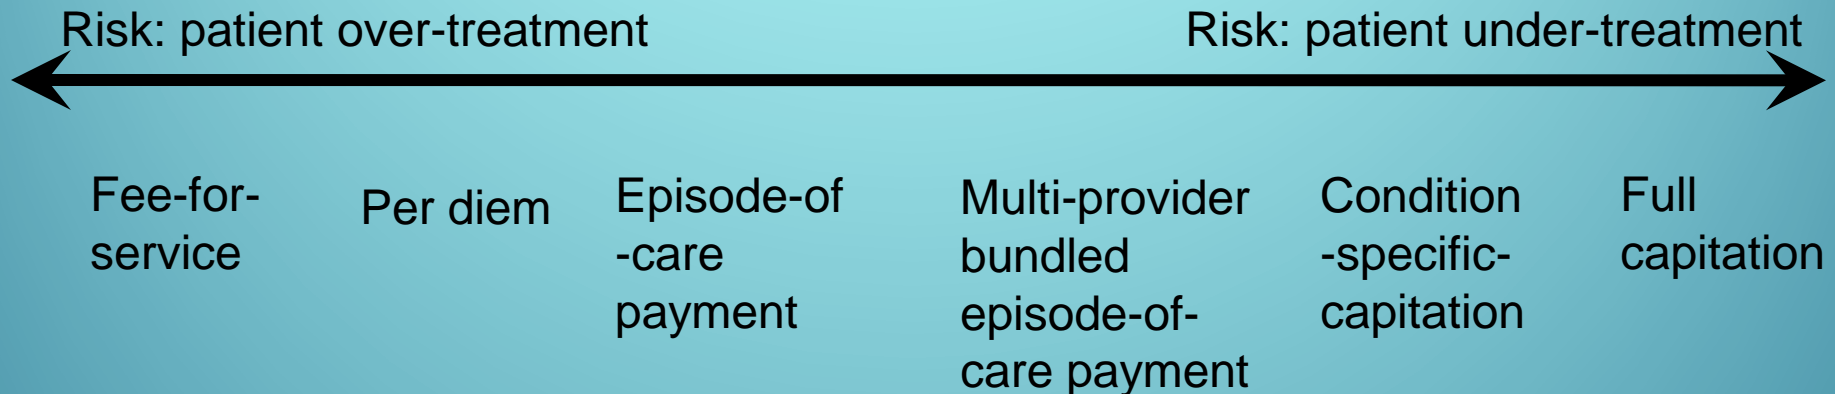 Risk: patient over-treatment
Risk: patient under-treatment
Fee-for-
service
Per diem
Episode-of
-care
payment
Multi-provider
bundled
episode-of-
care payment
Condition
-specific-
capitation
Full
capitation